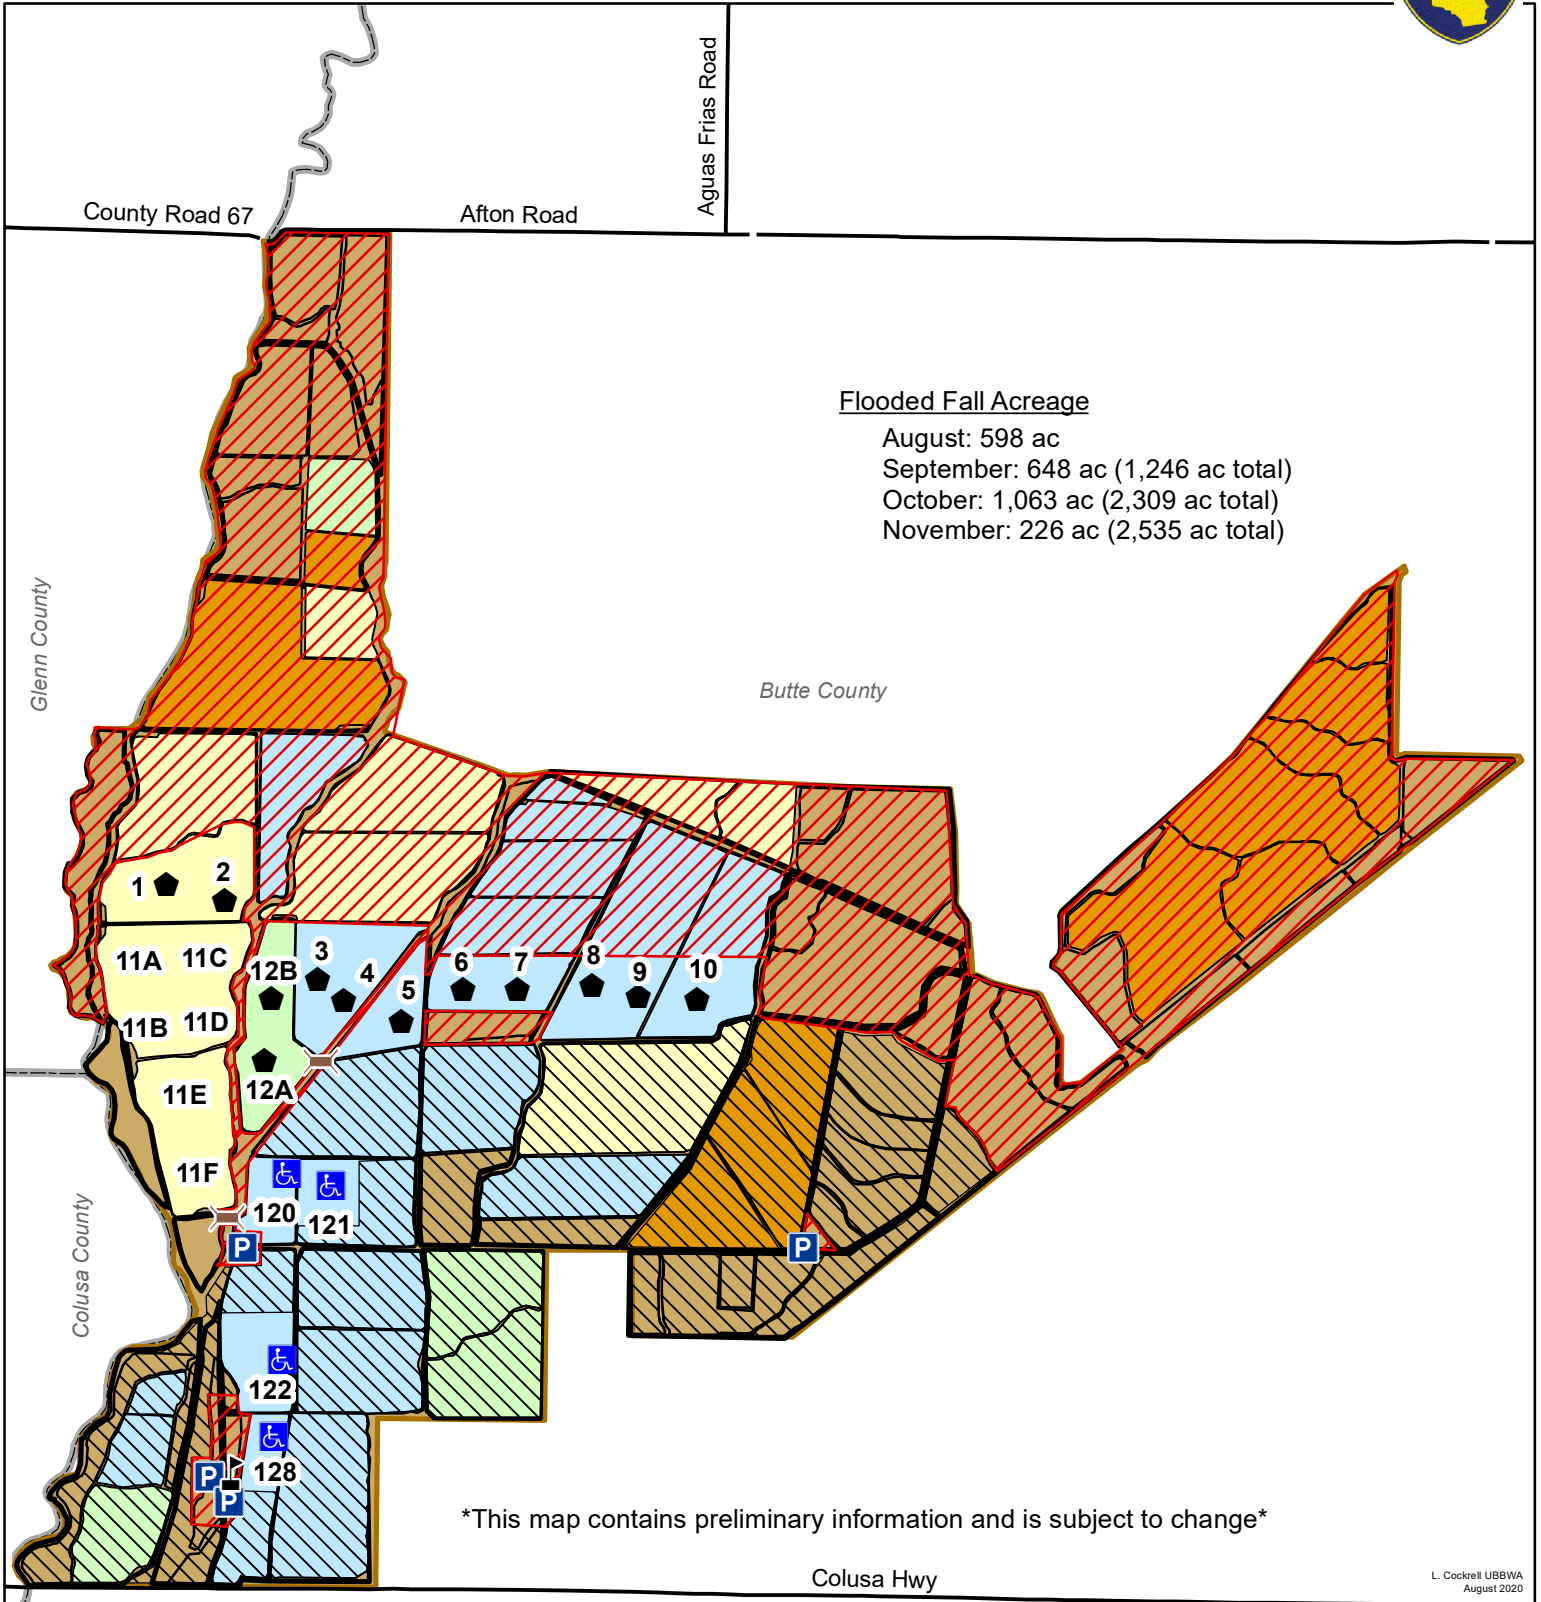 Aguas Frias Road
County Road 67
Afton Road
Flooded Fall Acreage
August: 598 ac
September: 648 ac (1,246 ac total)
October: 1,063 ac (2,309 ac total)
November: 226 ac (2,535 ac total)
Glenn County
Butte County
1
2
3
4
5
6
7
8
9
10
11A
11C
12B
11B
11D
11E
12A
11F
120
121
P
P
Colusa County
122
128
P
P
*This map contains preliminary information and is subject to change*
Colusa Hwy
L. Cockrell UBBWA
August 2020